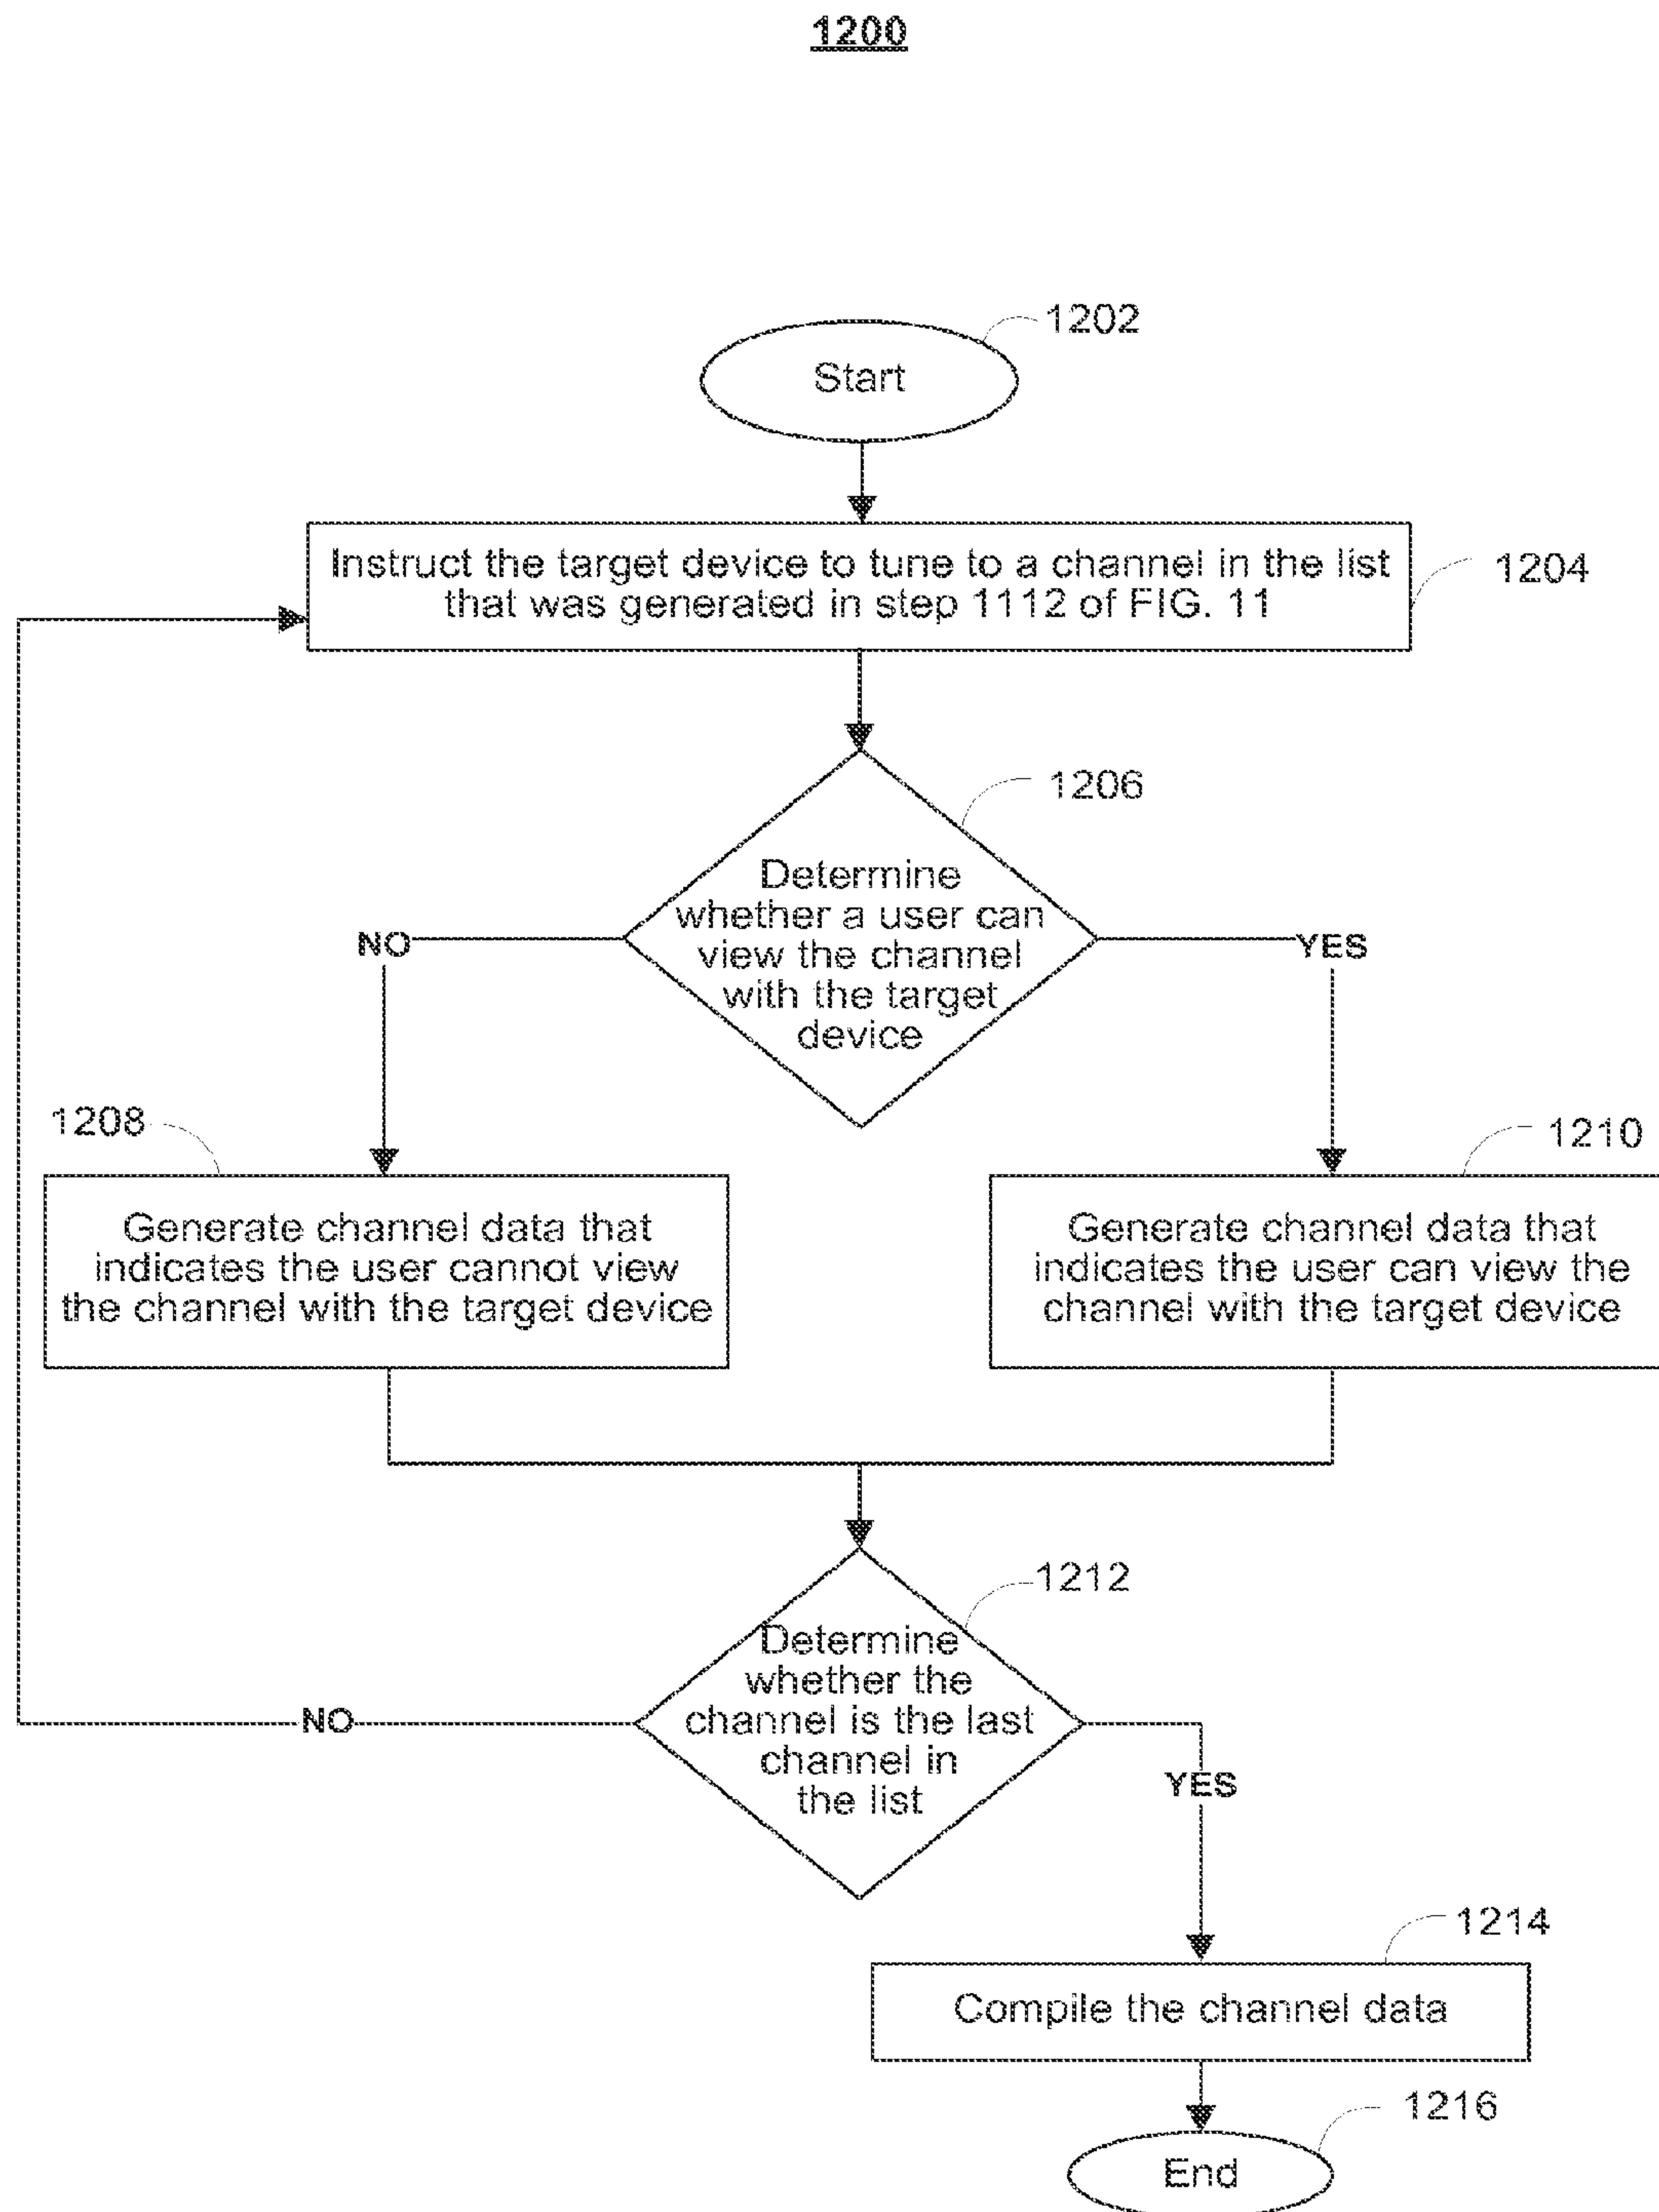 1200
1202
Start
Instruct the target device to tune to a channel in the list
that was generated in step 1112 of FIG. 11
1204
1206
Determine
whether a user can
view the channel
with the target
device
NO
YES
1208
1210
Generate channel data that
indicates the user cannot view
the channel with the target device
Generate channel data that
indicates the user can view the
channel with the target device
1212
Determine
whether the
channel is the last
channel in
the list
NO
YES
1214
Compile the channel data
1216
End